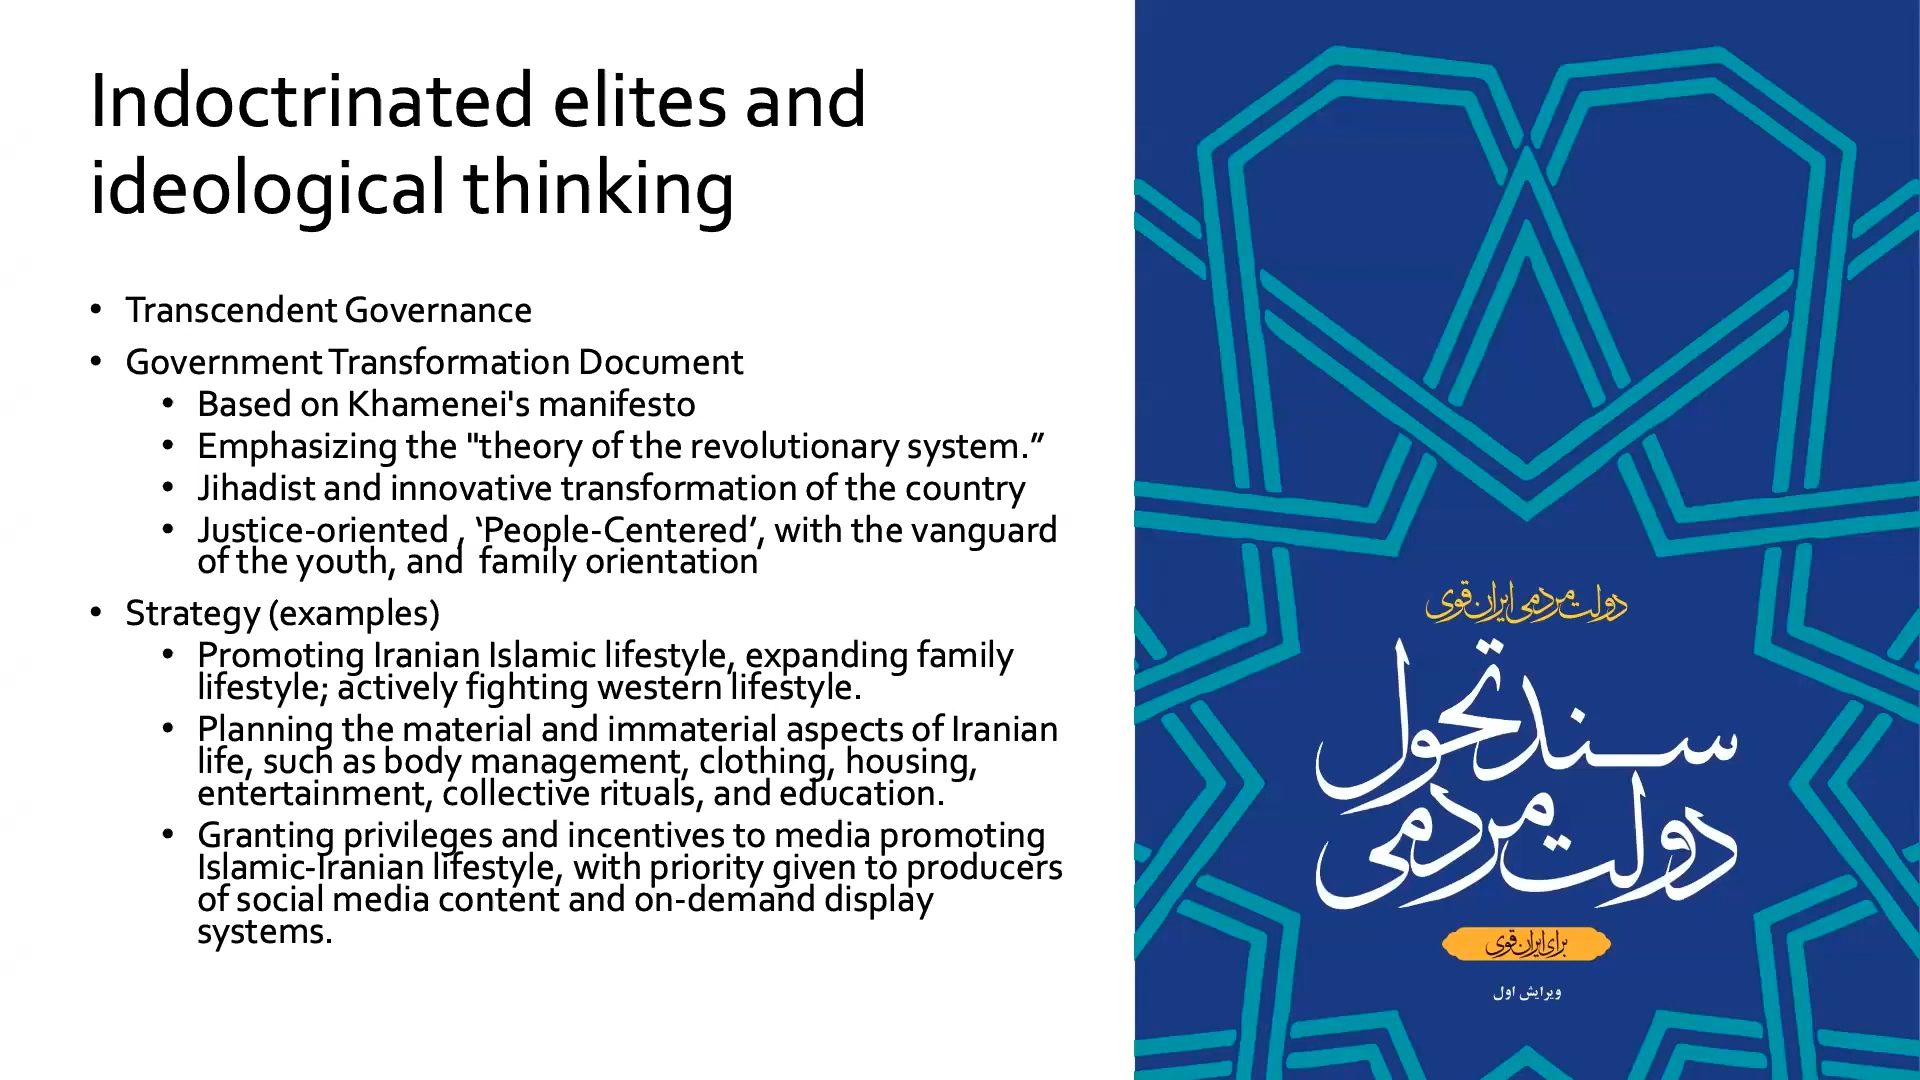 Indoctrinated elites and
ideological thinking
• Transcendent Governance
• Government Transformation Document
• Based on Khamenei's manifesto
• Emphasizing the "theory of the revolutionary system.”
• Jihadist and innovative transformation of the country
• Justice-oriented , ‘People-Centered’, with the vanguard
of the youth, and  family orientation
• Strategy (examples)
• Promoting Iranian Islamic lifestyle, expanding family
lifestyle; actively fighting western lifestyle.
• Planning the material and immaterial aspects of Iranian
life, such as body management, clothing, housing,
entertainment, collective rituals, and education.
• Granting privileges and incentives to media promoting
Islamic-Iranian lifestyle, with priority given to producers
of social media content and on-demand display
systems.
دولت مردمی ایران قوی
سند تحول
دولت مردمی
برای ایران قوی
ویرایش اول